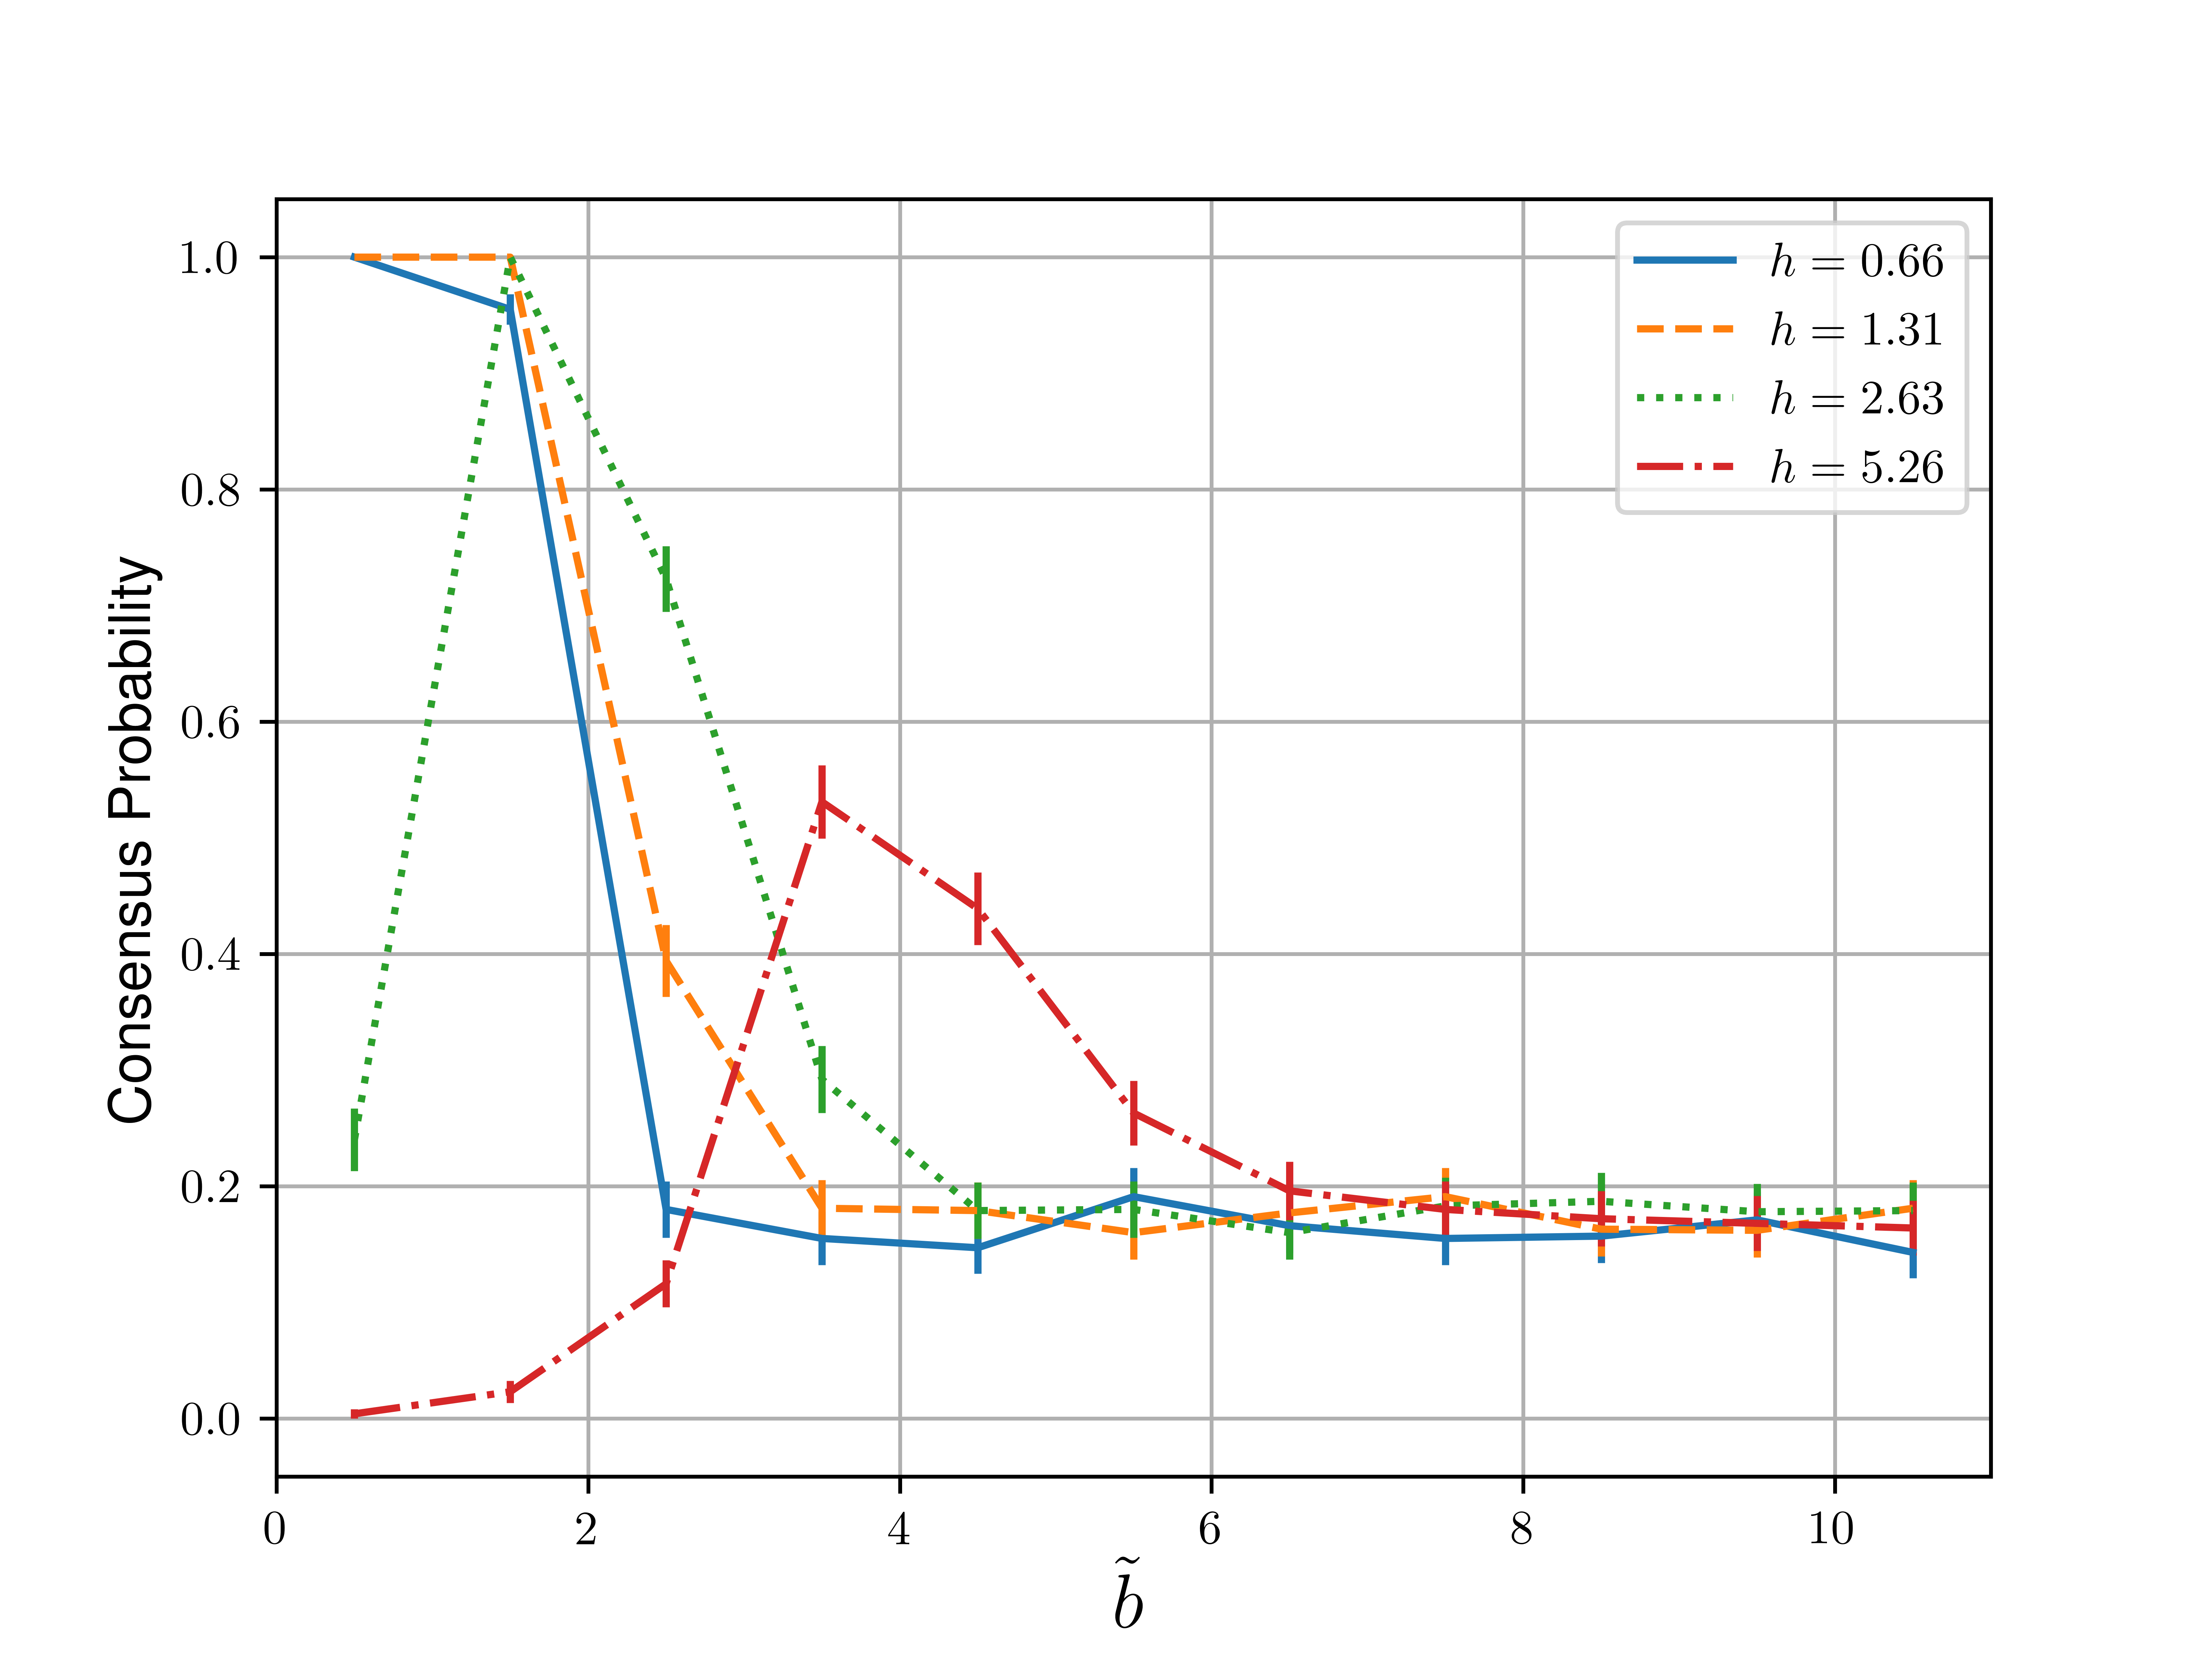 h = 0.66
h = 1.31
h = 2.63
h = 5.26
Consensus Probability
1.0
0.8
0.6
0.4
0.2
0.0
0 2 4 6 8 10
b̃